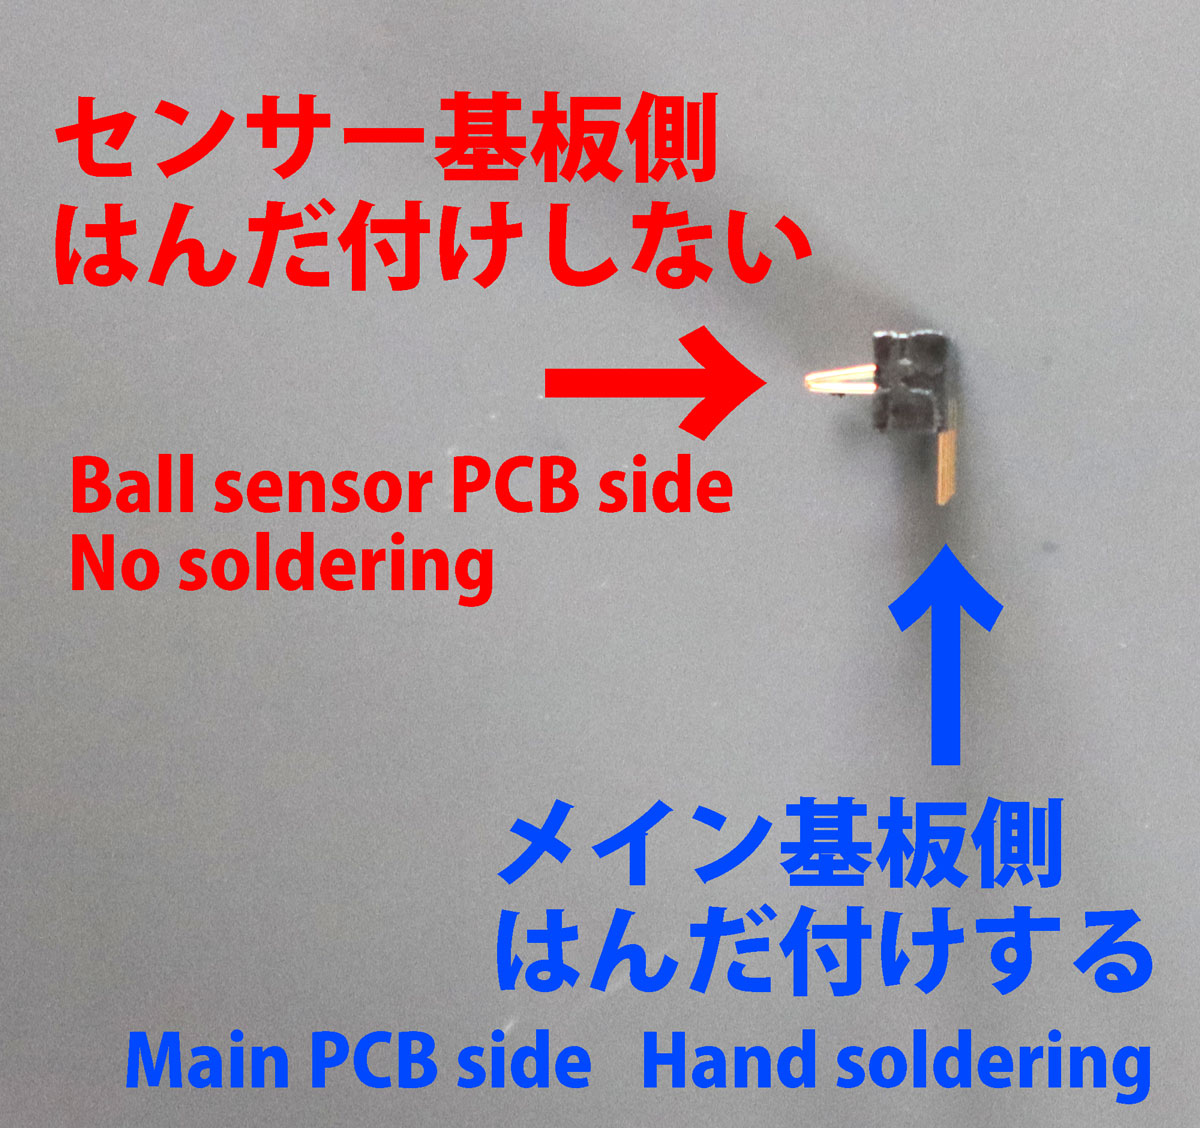 センサー基板側
はんだ付けしない
Ball sensor PCB side
No soldering
メイン基板側
はんだ付けする
Main PCB side Hand soldering